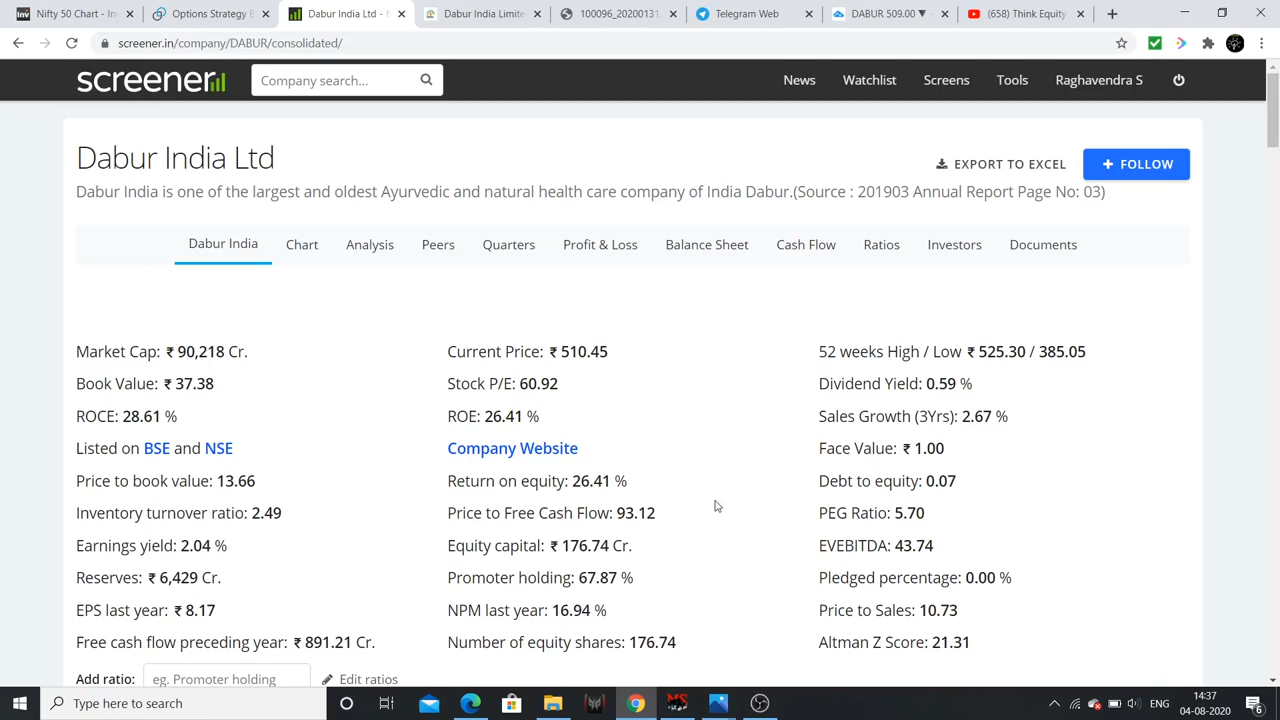 Nifty 50 Chart - In
Options Strategy B
Dabur India Ltd - f
Dabur India Limite
100096_20200131
Telegram Web
DABUR 509.00 ▼
(658) Think Equity
screener.in/company/DABUR/consolidated/
screener
Company search...
News Watchlist Screens Tools Raghavendra S
Dabur India Ltd
EXPORT TO EXCEL
+ FOLLOW
Dabur India is one of the largest and oldest Ayurvedic and natural health care company of India Dabur.(Source : 201903 Annual Report Page No: 03)
Dabur India Chart Analysis Peers Quarters Profit & Loss Balance Sheet Cash Flow Ratios Investors Documents
Market Cap: ₹ 90,218 Cr. Current Price: ₹ 510.45 52 weeks High / Low ₹ 525.30 / 385.05
Book Value: ₹ 37.38 Stock P/E: 60.92 Dividend Yield: 0.59 %
ROCE: 28.61 % ROE: 26.41 % Sales Growth (3Yrs): 2.67 %
Listed on BSE and NSE Company Website Face Value: ₹ 1.00
Price to book value: 13.66 Return on equity: 26.41 % Debt to equity: 0.07
Inventory turnover ratio: 2.49 Price to Free Cash Flow: 93.12 PEG Ratio: 5.70
Earnings yield: 2.04 % Equity capital: ₹ 176.74 Cr. EVEBITDA: 43.74
Reserves: ₹ 6,429 Cr. Promoter holding: 67.87 % Pledged percentage: 0.00 %
EPS last year: ₹ 8.17 NPM last year: 16.94 % Price to Sales: 10.73
Free cash flow preceding year: ₹ 891.21 Cr. Number of equity shares: 176.74 Altman Z Score: 21.31
Add ratio: eg. Promoter holding Edit ratios
Type here to search
ENG
14:37
04-08-2020
6